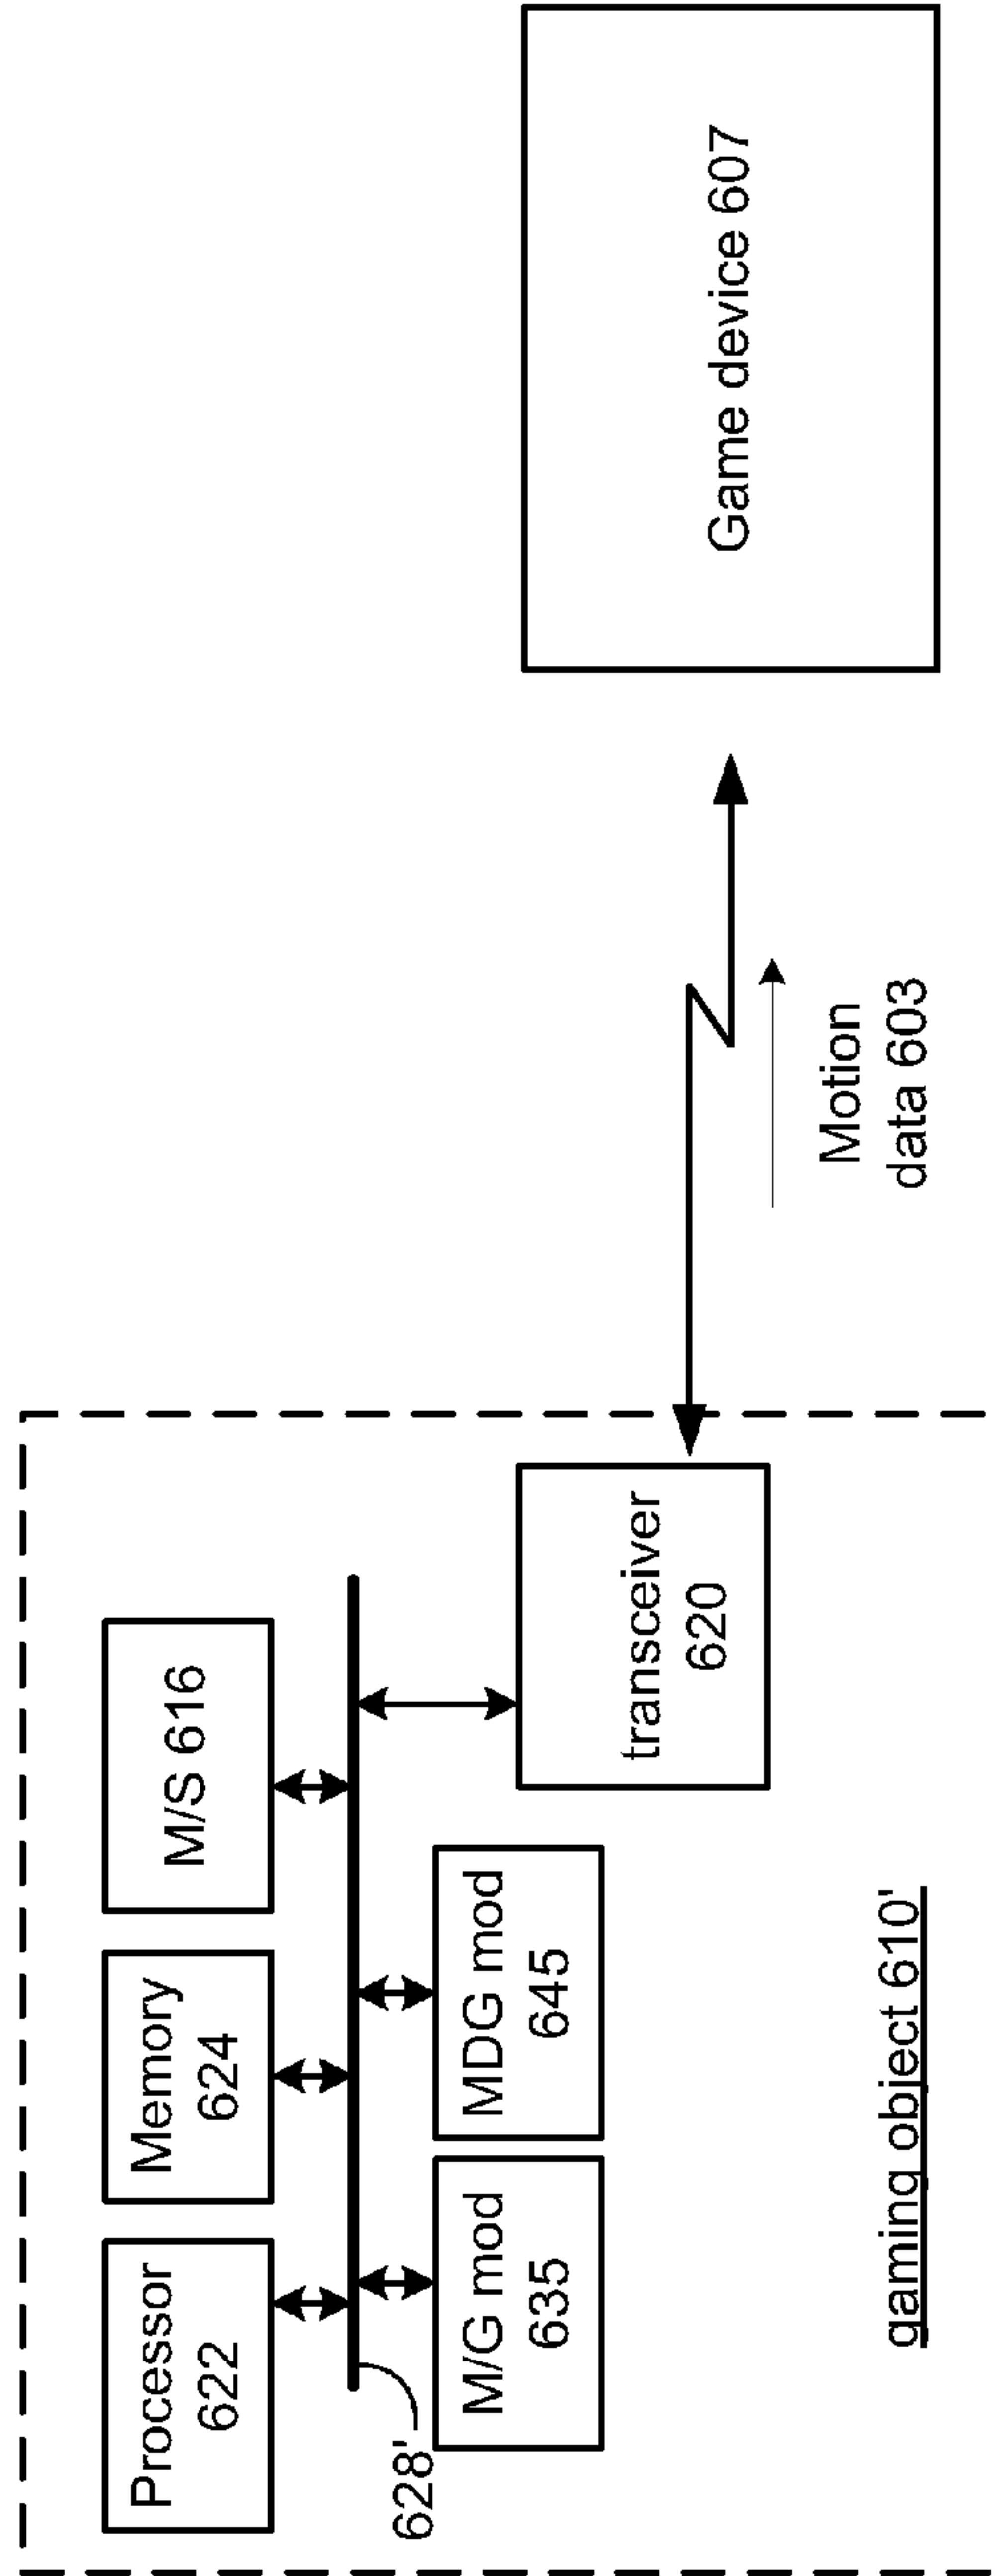 Processor
622
Memory
624
M/S 616
628'
M/G mod
635
MDG mod
645
transceiver
620
gaming object 610'
Motion
data 603
Game device 607